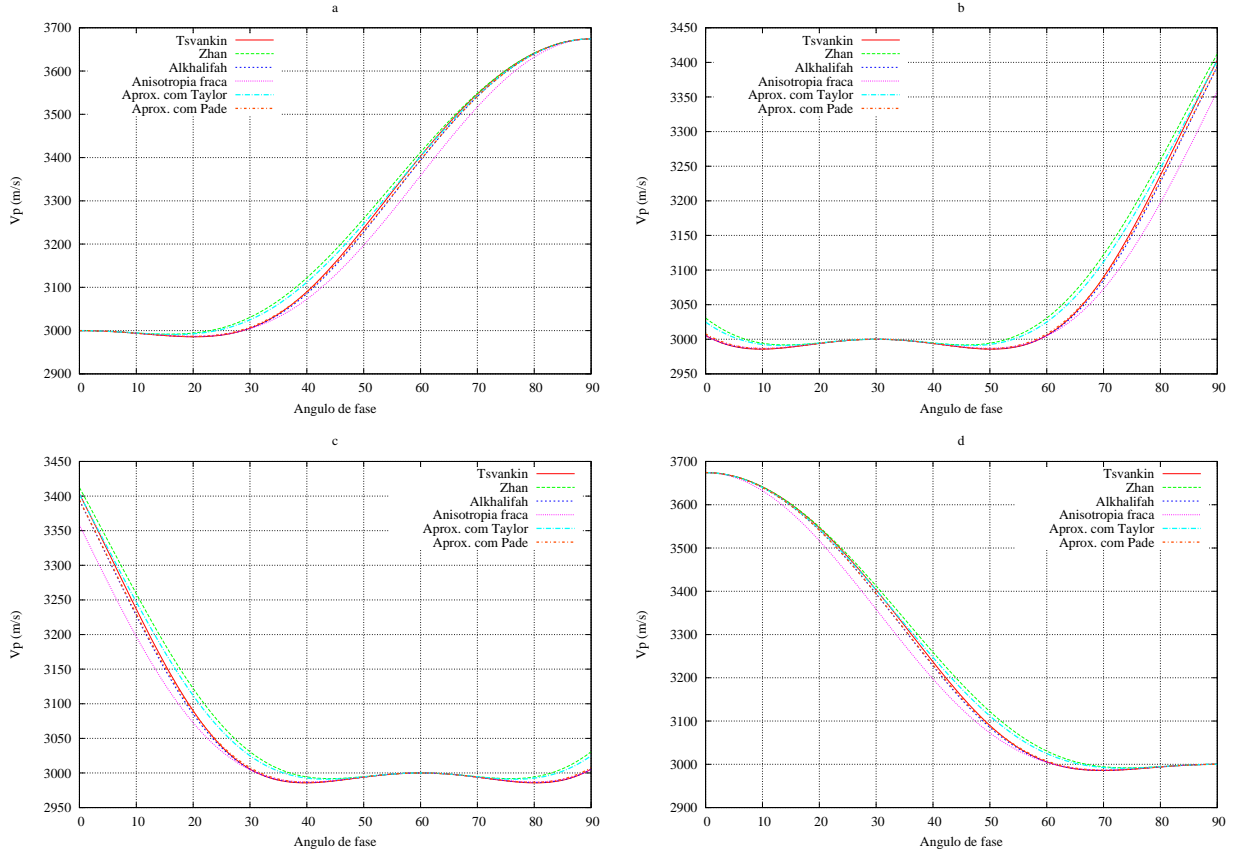 a
3700
3600
3500
3400
3300
3200
3100
3000
2900
Vp (m/s)
Tsvankin
Zhan
Alkhalifah
Anisotropia fraca
Aprox. com Taylor
Aprox. com Pade
0 10 20 30 40 50 60 70 80 90
Angulo de fase
b
3450
3400
3350
3300
3250
3200
3150
3100
3050
3000
2950
Vp (m/s)
Tsvankin
Zhan
Alkhalifah
Anisotropia fraca
Aprox. com Taylor
Aprox. com Pade
0 10 20 30 40 50 60 70 80 90
Angulo de fase
c
3450
3400
3350
3300
3250
3200
3150
3100
3050
3000
2950
Vp (m/s)
Tsvankin
Zhan
Alkhalifah
Anisotropia fraca
Aprox. com Taylor
Aprox. com Pade
0 10 20 30 40 50 60 70 80 90
Angulo de fase
d
3700
3600
3500
3400
3300
3200
3100
3000
2900
Vp (m/s)
Tsvankin
Zhan
Alkhalifah
Anisotropia fraca
Aprox. com Taylor
Aprox. com Pade
0 10 20 30 40 50 60 70 80 90
Angulo de fase